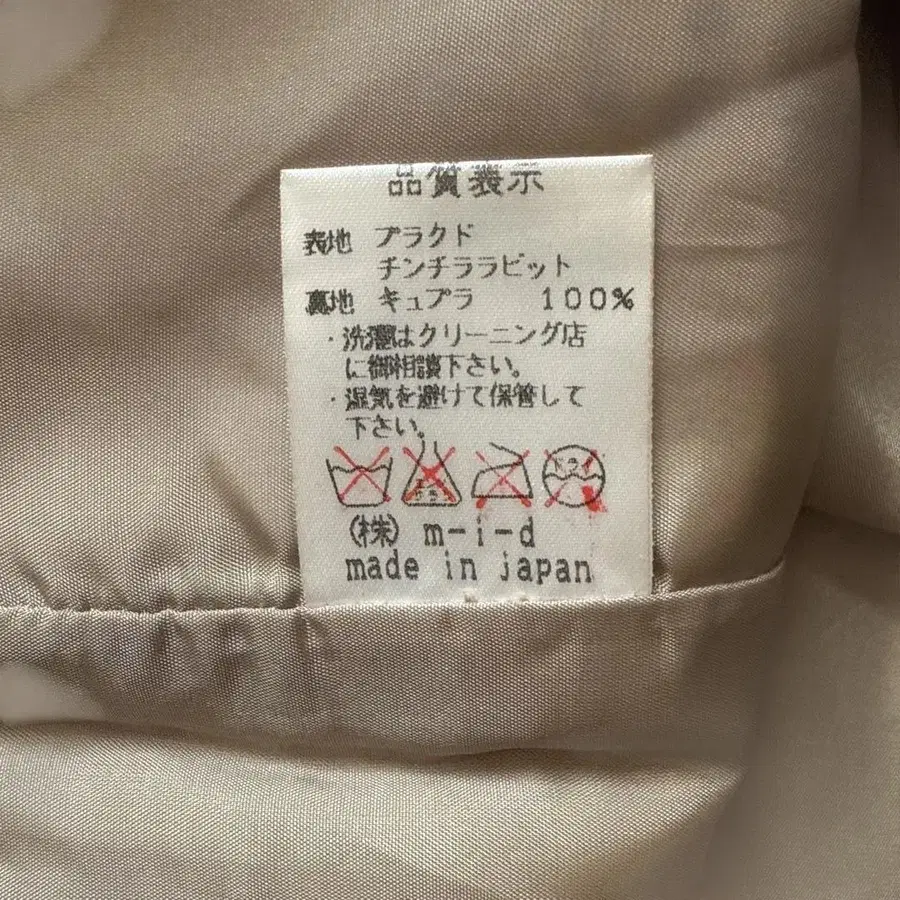 品質表示
表地 プラクド
チンチララビット
裏地 キュプラ 100%
・洗濯はクリーニング店
に御相談下さい。
・湿気を避けて保管して
下さい。
ドライ
(株) m-i-d
made in japan